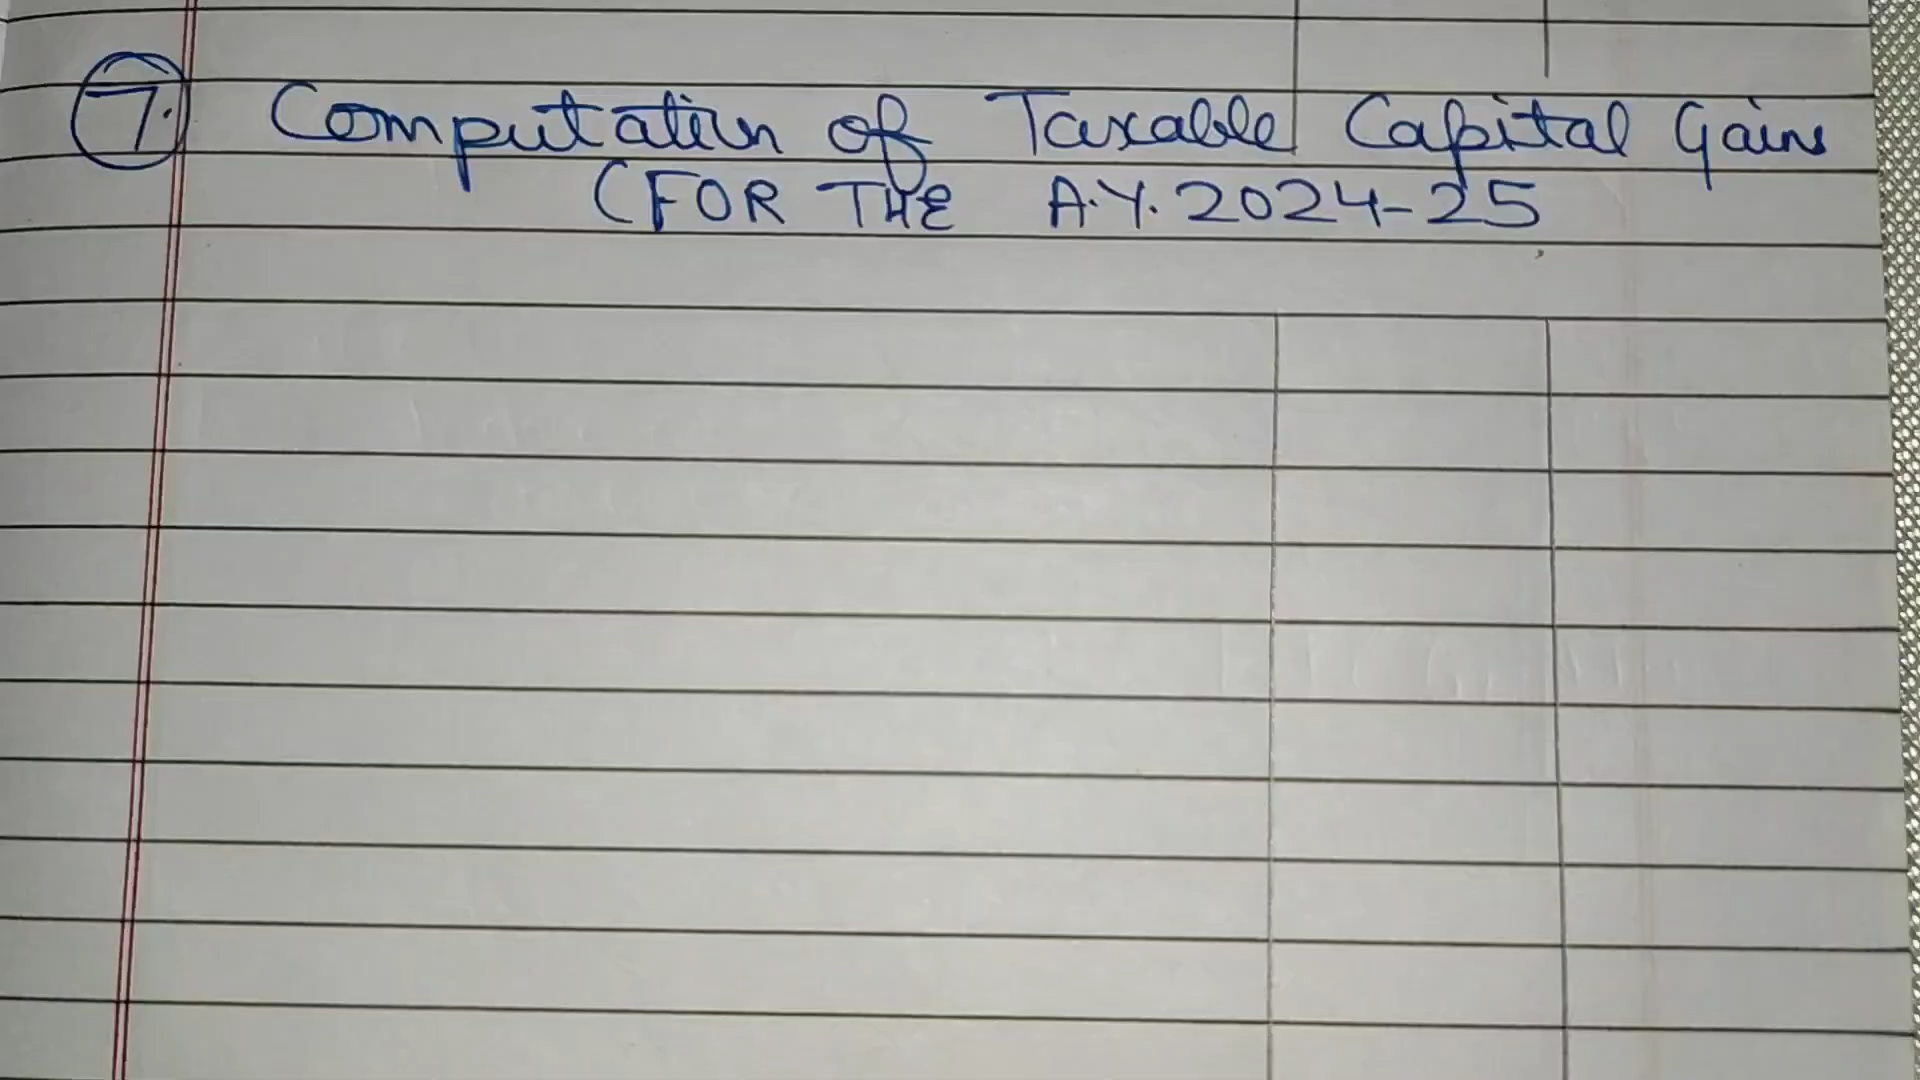 7. Computation of Taxable Capital Gains
(FOR THE A.Y. 2024-25